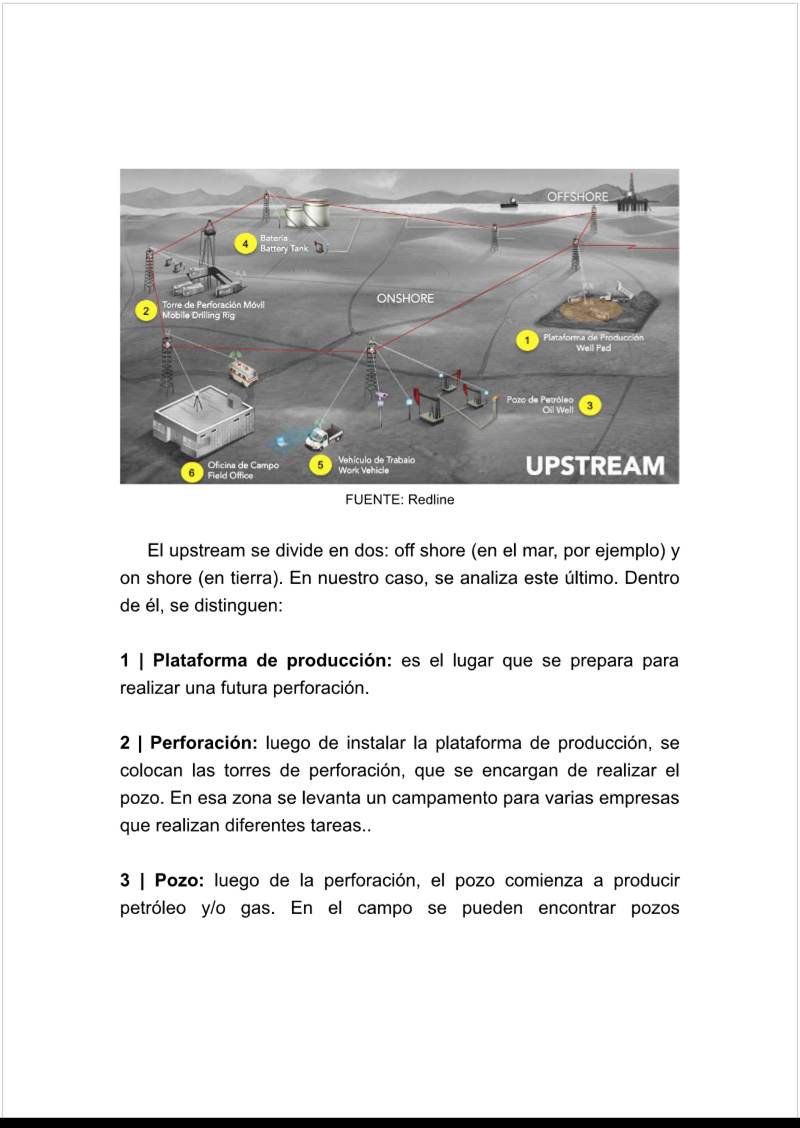 OFFSHORE
4 Batería
Battery Tank
ONSHORE
2 Torre de Perforación Móvil
Mobile Drilling Rig
1 Plataforma de Producción
Well Pad
Pozo de Petróleo 3
Oil Well
6 Oficina de Campo
Field Office
5 Vehículo de Trabajo
Work Vehicle
UPSTREAM
FUENTE: Redline
El upstream se divide en dos: off shore (en el mar, por ejemplo) y
on shore (en tierra). En nuestro caso, se analiza este último. Dentro
de él, se distinguen:
1 | Plataforma de producción: es el lugar que se prepara para
realizar una futura perforación.
2 | Perforación: luego de instalar la plataforma de producción, se
colocan las torres de perforación, que se encargan de realizar el
pozo. En esa zona se levanta un campamento para varias empresas
que realizan diferentes tareas..
3 | Pozo: luego de la perforación, el pozo comienza a producir
petróleo y/o gas. En el campo se pueden encontrar pozos